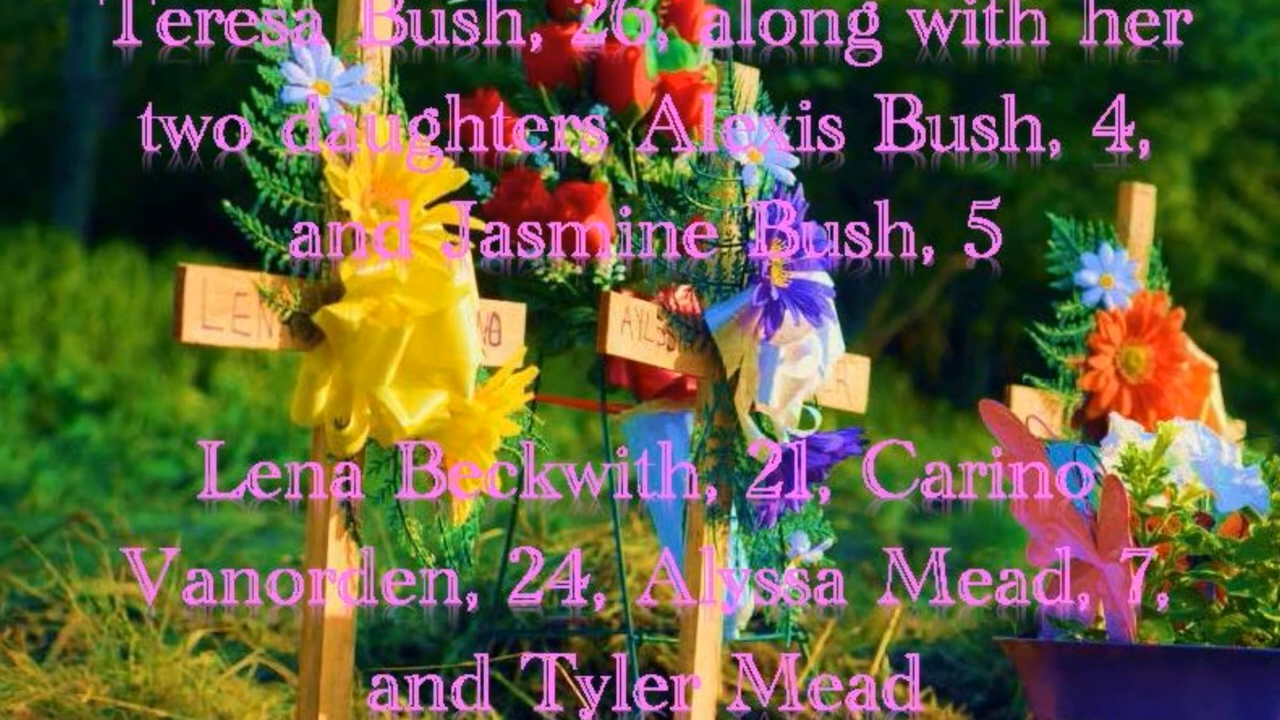 Teresa Bush, 26, along with her
two daughters Alexis Bush, 4,
and Jasmine Bush, 5
LEN
Lena Beckwith, 21, Carino
Vanorden, 24, Alyssa Mead, 7,
and Tyler Mead